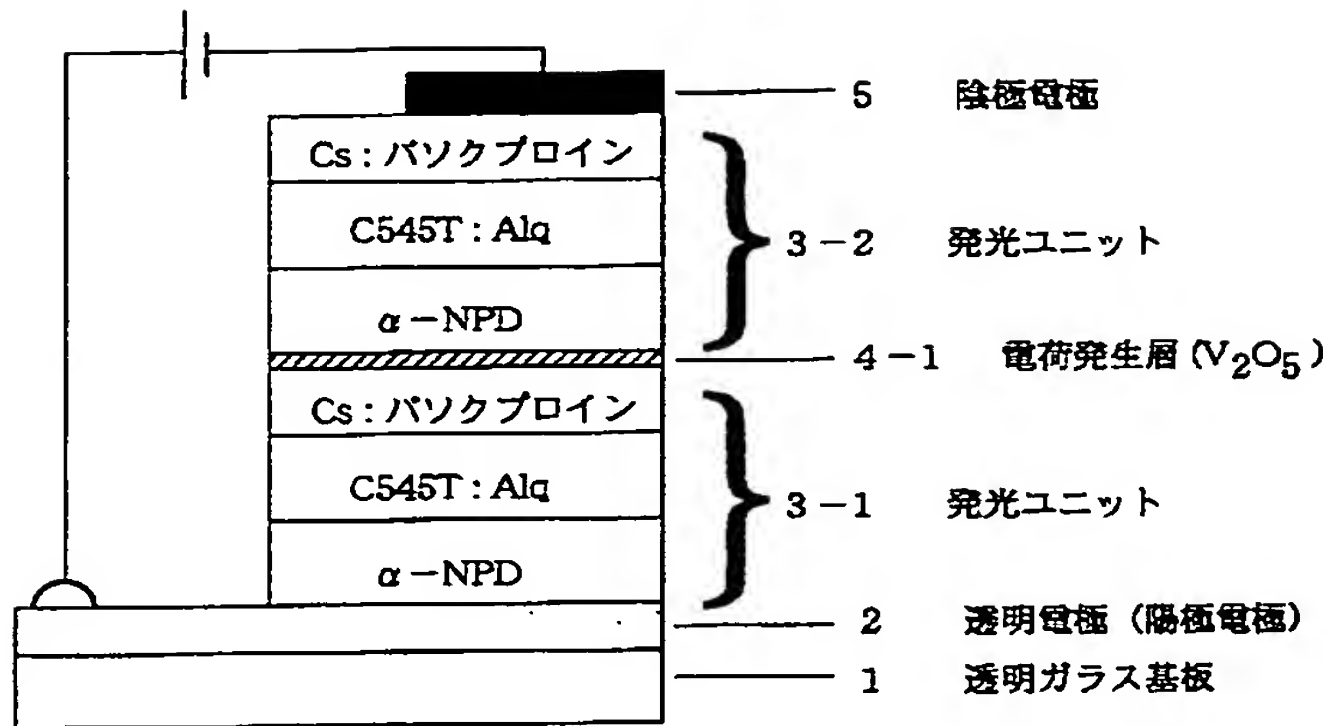 5 陰極電極
Cs : バソクプロイン
C545T : Alq
3-2 発光ユニット
α-NPD
4-1 電荷発生層 (V₂O₅)
Cs : バソクプロイン
C545T : Alq
3-1 発光ユニット
α-NPD
2 透明電極 (陽極電極)
1 透明ガラス基板